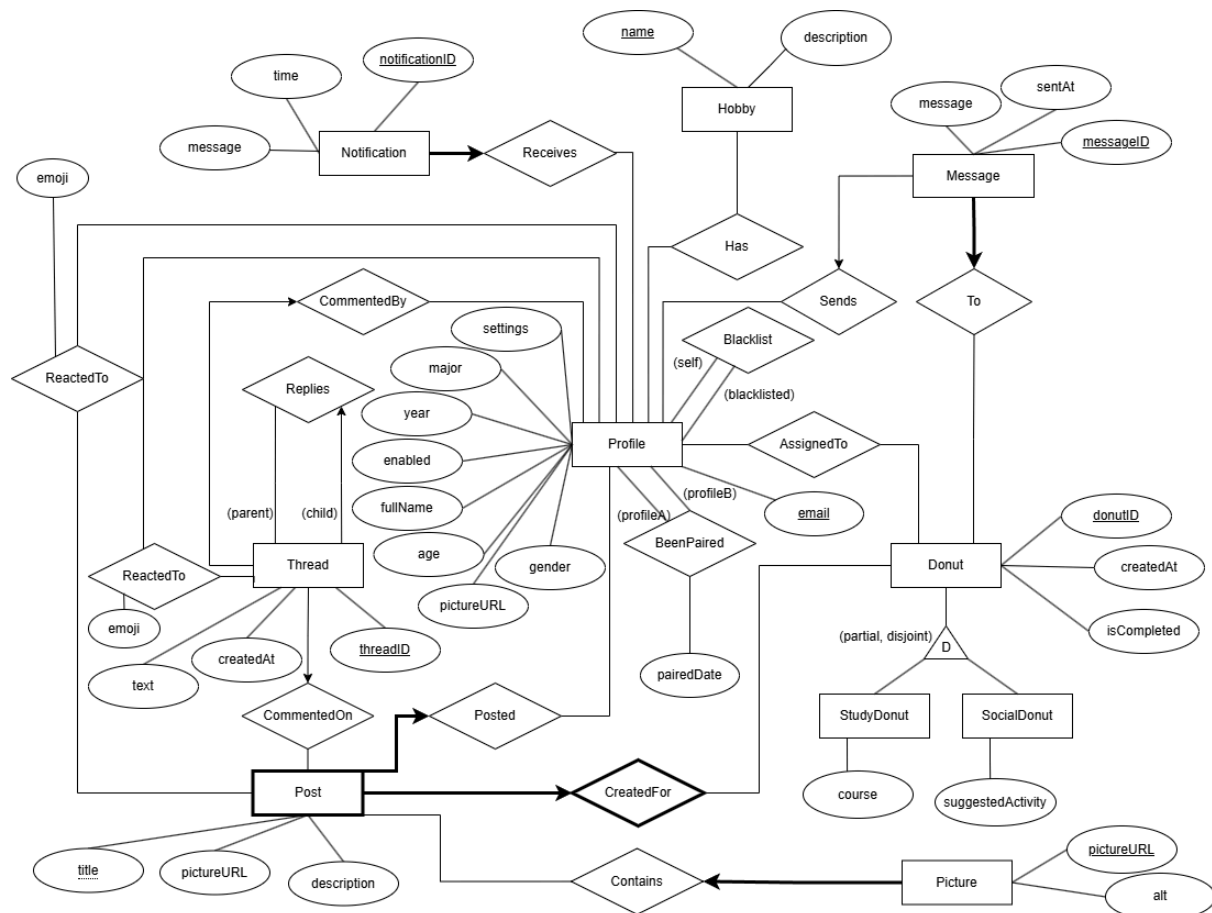 name
description
notificationID
time
sentAt
message
Hobby
message
messageID
Notification
Receives
Message
emoji
Has
CommentedBy
Sends
To
settings
Blacklist
(self)
major
ReactedTo
Replies
(blacklisted)
year
Profile
AssignedTo
enabled
(profileB)
fullName
(parent)
(child)
(profileA)
email
donutID
BeenPaired
age
gender
Thread
Donut
createdAt
ReactedTo
pictureURL
emoji
isCompleted
(partial, disjoint)
D
createdAt
threadID
pairedDate
text
CommentedOn
Posted
StudyDonut
SocialDonut
Post
CreatedFor
course
suggestedActivity
pictureURL
title
pictureURL
description
Contains
Picture
alt